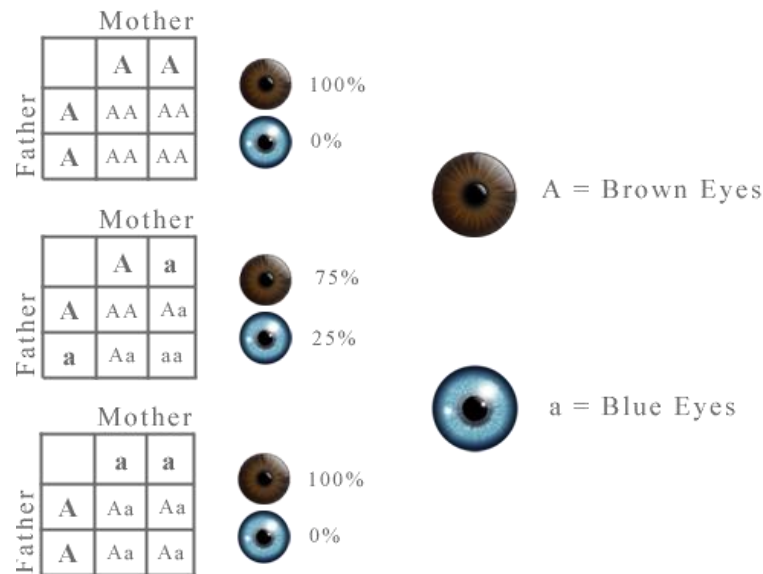 Mother
A A
Father
A AA AA
A AA AA
100%
0%
Mother
A a
Father
A AA Aa
a Aa aa
75%
25%
Mother
a a
Father
A Aa Aa
A Aa Aa
100%
0%
A = Brown Eyes
a = Blue Eyes